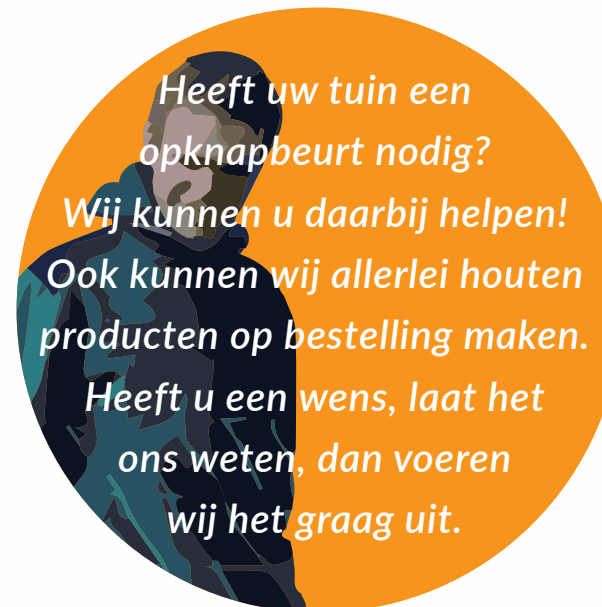 Heeft uw tuin een
opknapbeurt nodig?
Wij kunnen u daarbij helpen!
Ook kunnen wij allerlei houten
producten op bestelling maken.
Heeft u een wens, laat het
ons weten, dan voeren
wij het graag uit.